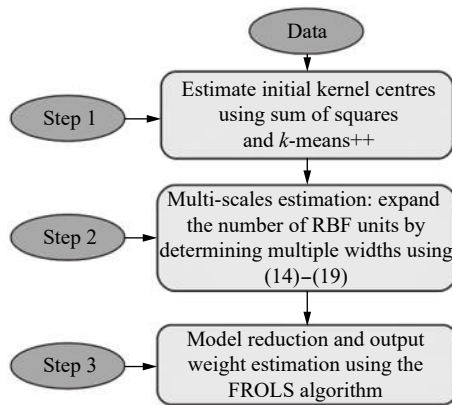 Data
Step 1
Estimate initial kernel centres
using sum of squares
and k-means++
Step 2
Multi-scales estimation: expand
the number of RBF units by
determining multiple widths using
(14)−(19)
Step 3
Model reduction and output
weight estimation using the
FROLS algorithm